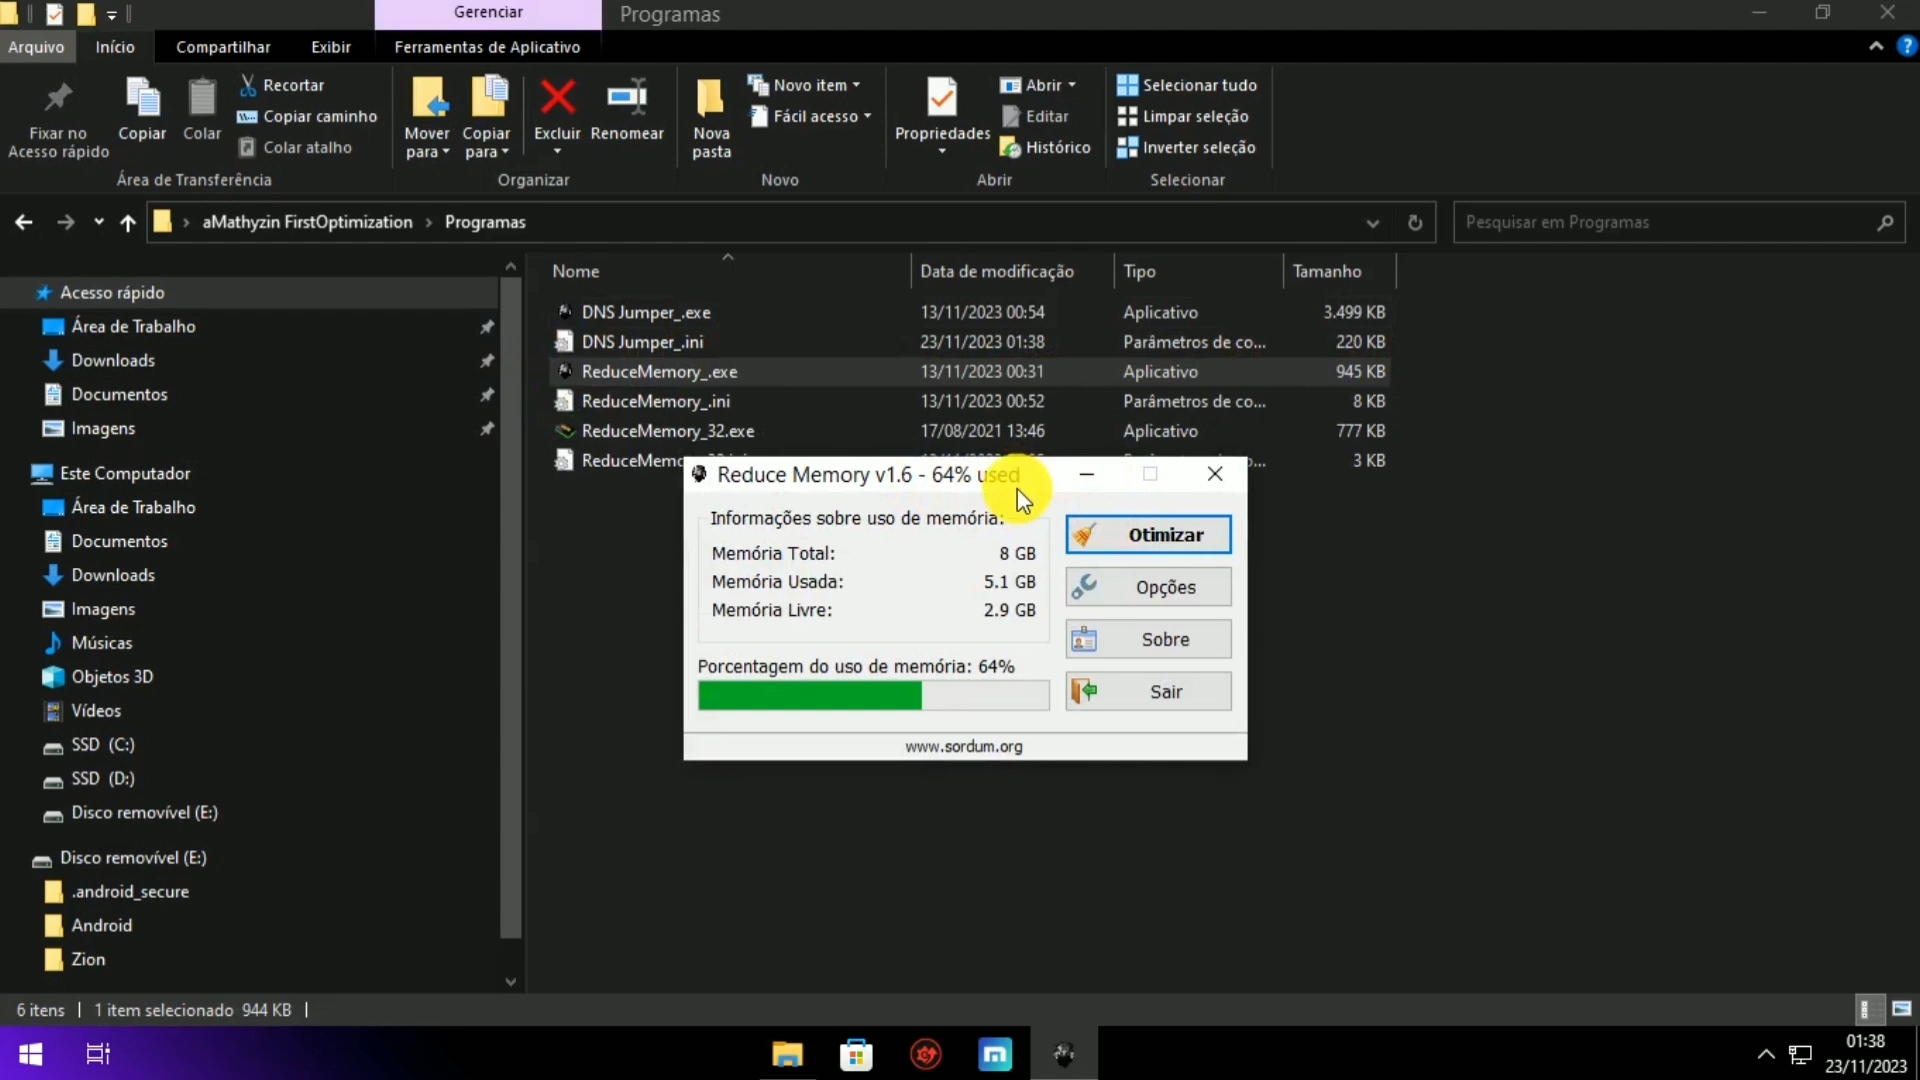 Gerenciar
Programas
Arquivo
Início
Compartilhar
Exibir
Ferramentas de Aplicativo
Fixar no
Acesso rápido
Copiar
Colar
Recortar
Copiar caminho
Colar atalho
Área de Transferência
Mover
para
Copiar
para
Excluir
Renomear
Organizar
Nova
pasta
Novo item
Fácil acesso
Novo
Propriedades
Abrir
Editar
Histórico
Abrir
Selecionar tudo
Limpar seleção
Inverter seleção
Selecionar
aMathyzin FirstOptimization › Programas
Pesquisar em Programas
Acesso rápido
Área de Trabalho
Downloads
Documentos
Imagens
Este Computador
Área de Trabalho
Documentos
Downloads
Imagens
Músicas
Objetos 3D
Vídeos
SSD (C:)
SSD (D:)
Disco removível (E:)
Disco removível (E:)
.android_secure
Android
Zion
Nome Data de modificação Tipo Tamanho
DNS Jumper_.exe 13/11/2023 00:54 Aplicativo 3.499 KB
DNS Jumper_.ini 23/11/2023 01:38 Parâmetros de co... 220 KB
ReduceMemory_.exe 13/11/2023 00:31 Aplicativo 945 KB
ReduceMemory_.ini 13/11/2023 00:52 Parâmetros de co... 8 KB
ReduceMemory_32.exe 17/08/2021 13:46 Aplicativo 777 KB
3 KB
Reduce Memory v1.6 - 64% used
Informações sobre uso de memória:
Memória Total: 8 GB
Memória Usada: 5.1 GB
Memória Livre: 2.9 GB
Porcentagem do uso de memória: 64%
Otimizar
Opções
Sobre
Sair
www.sordum.org
6 itens
1 item selecionado 944 KB
01:38
23/11/2023